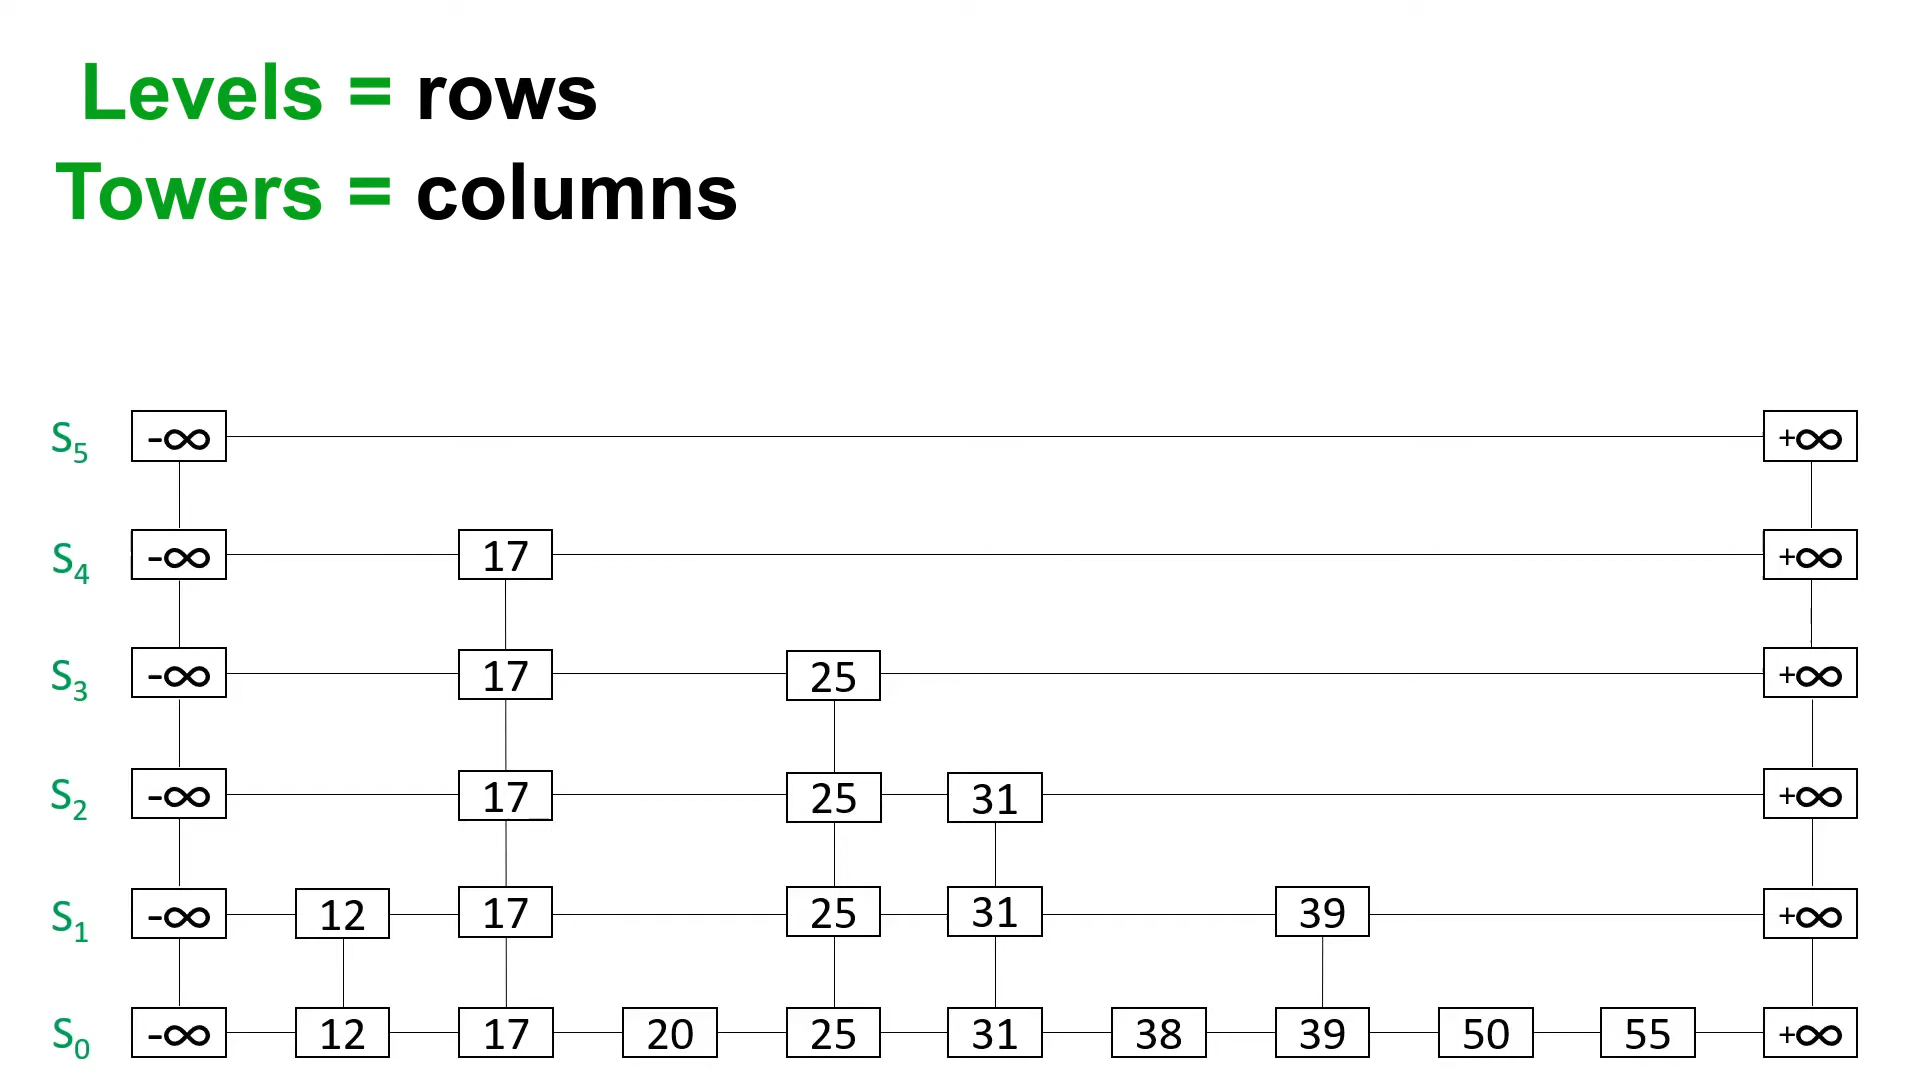 Levels = rows
Towers = columns
S5 -∞ +∞
S4 -∞ 17 +∞
S3 -∞ 17 25 +∞
S2 -∞ 17 25 31 +∞
S1 -∞ 12 17 25 31 39 +∞
S0 -∞ 12 17 20 25 31 38 39 50 55 +∞